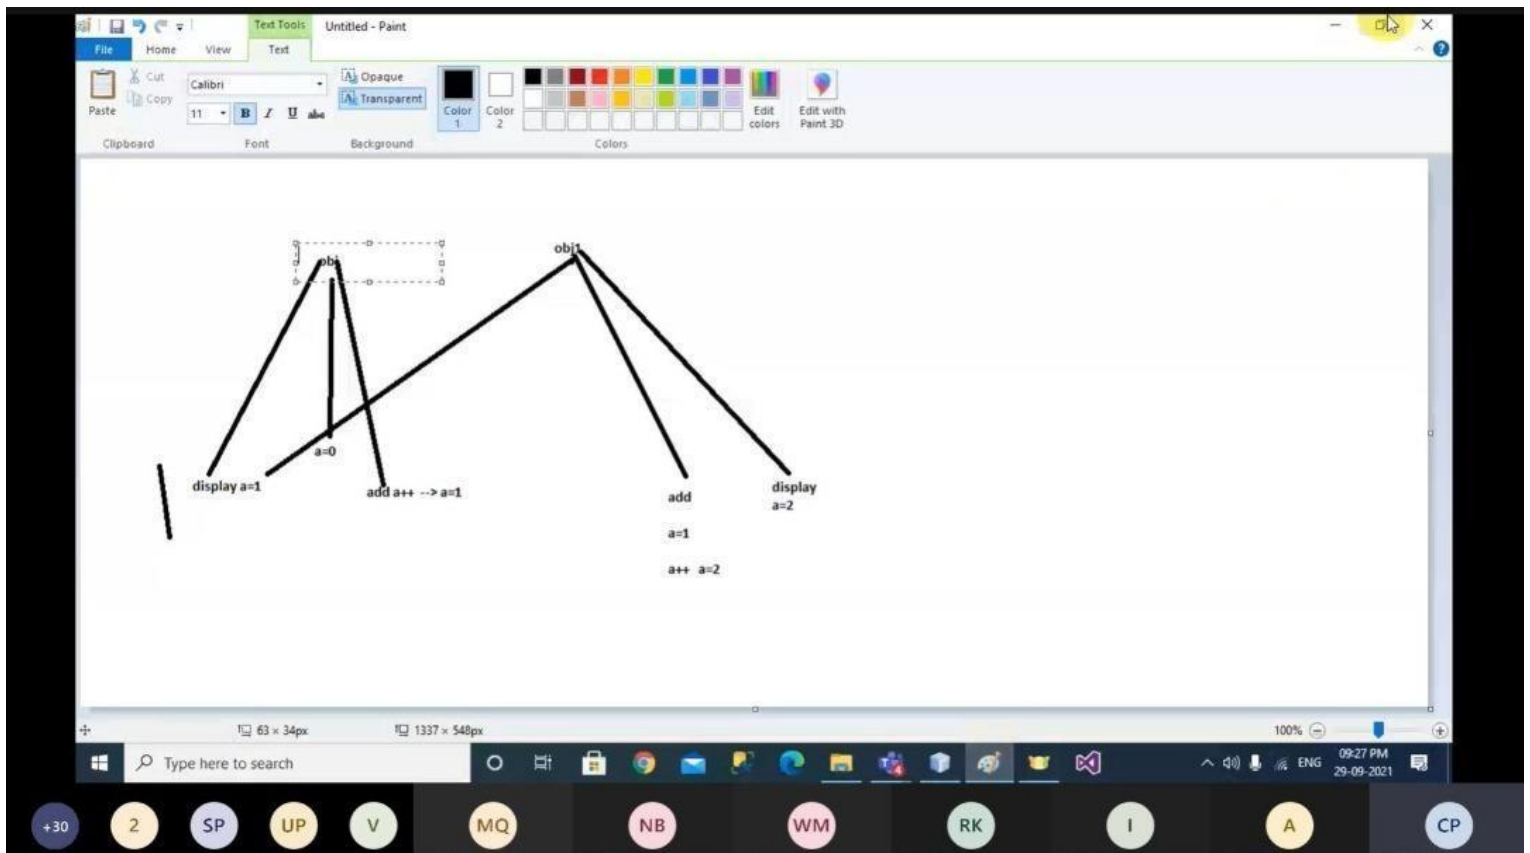 Text Tools
Untitled - Paint
File
Home
View
Text
Paste
Cut
Copy
Calibri
11
B
I
U
abc
A
Opaque
A
Transparent
Color
1
Color
2
Edit
colors
Edit with
Paint 3D
?
Clipboard
Font
Background
Colors
obj
obj1
a=0
display a=1
add a++ --> a=1
add
a=1
a++ a=2
display
a=2
63 × 34px
1337 × 548px
100%
Type here to search
ENG
09:27 PM
29-09-2021
+30
2
SP
UP
V
MQ
NB
WM
RK
I
A
CP